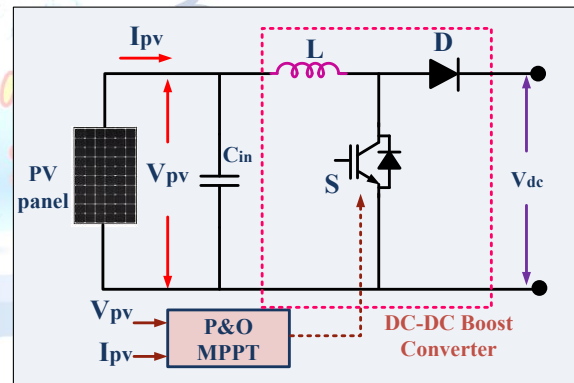 Ipv
L
D
PV
panel
Vpv
Cin
S
Vdc
Vpv
Ipv
P&O
MPPT
DC-DC Boost
Converter